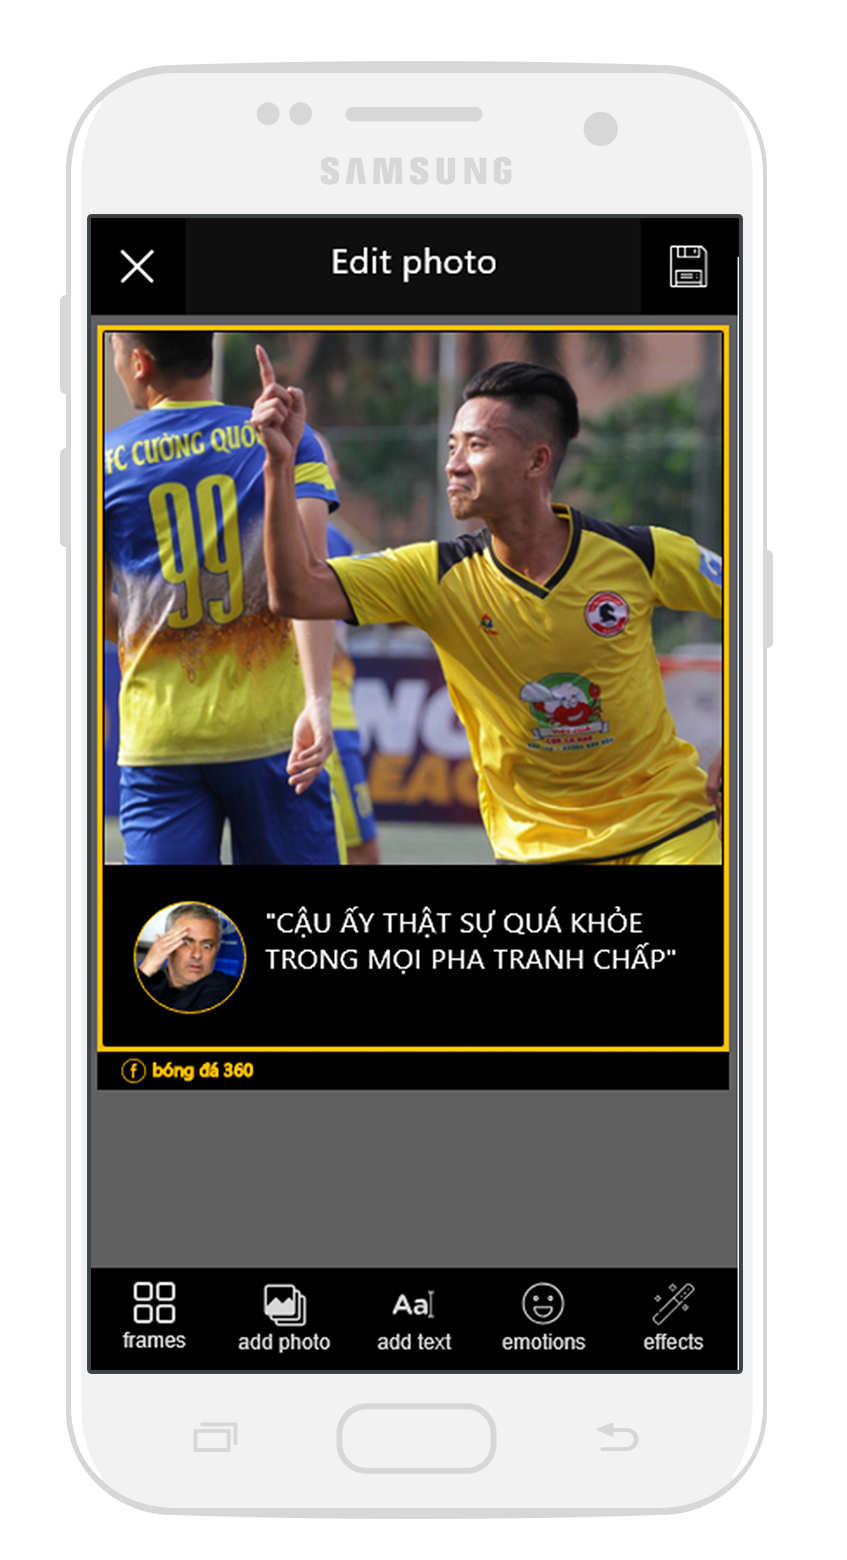 SAMSUNG
Edit photo
FC CƯỜNG QUỐC
99
"CẬU ẤY THẬT SỰ QUÁ KHỎE
TRONG MỌI PHA TRANH CHẤP"
f bóng đá 360
frames
add photo
Aa
add text
emotions
effects